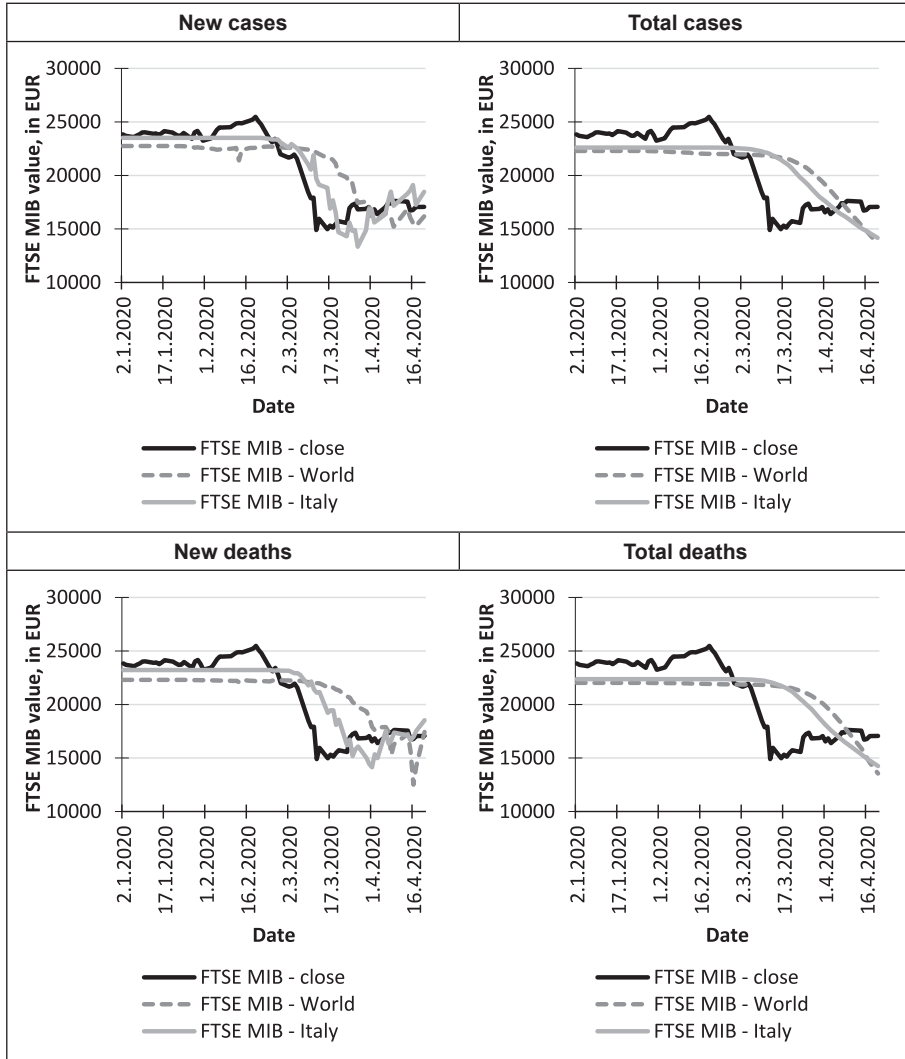 New cases
Total cases
FTSE MIB value, in EUR
30000
25000
20000
15000
10000
2.1.2020
17.1.2020
1.2.2020
16.2.2020
2.3.2020
17.3.2020
1.4.2020
16.4.2020
Date
FTSE MIB - close
FTSE MIB - World
FTSE MIB - Italy
FTSE MIB value, in EUR
30000
25000
20000
15000
10000
2.1.2020
17.1.2020
1.2.2020
16.2.2020
2.3.2020
17.3.2020
1.4.2020
16.4.2020
Date
FTSE MIB - close
FTSE MIB - World
FTSE MIB - Italy
New deaths
Total deaths
FTSE MIB value, in EUR
30000
25000
20000
15000
10000
2.1.2020
17.1.2020
1.2.2020
16.2.2020
2.3.2020
17.3.2020
1.4.2020
16.4.2020
Date
FTSE MIB - close
FTSE MIB - World
FTSE MIB - Italy
FTSE MIB value, in EUR
30000
25000
20000
15000
10000
2.1.2020
17.1.2020
1.2.2020
16.2.2020
2.3.2020
17.3.2020
1.4.2020
16.4.2020
Date
FTSE MIB - close
FTSE MIB - World
FTSE MIB - Italy